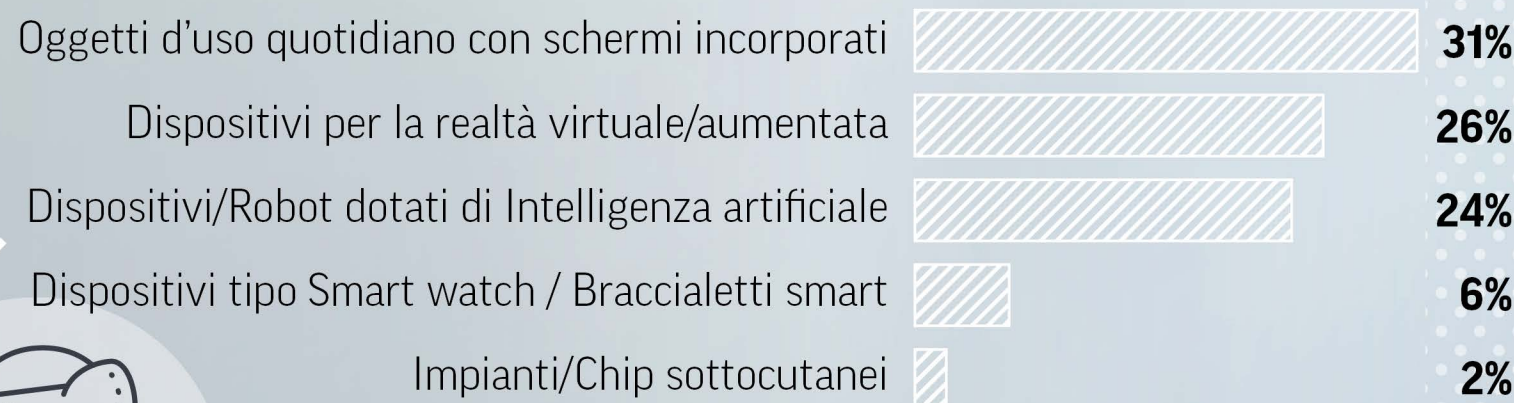 Oggetti d'uso quotidiano con schermi incorporati 31%
Dispositivi per la realtà virtuale/aumentata 26%
Dispositivi/Robot dotati di Intelligenza artificiale 24%
Dispositivi tipo Smart watch / Braccialetti smart 6%
Impianti/Chip sottocutanei 2%